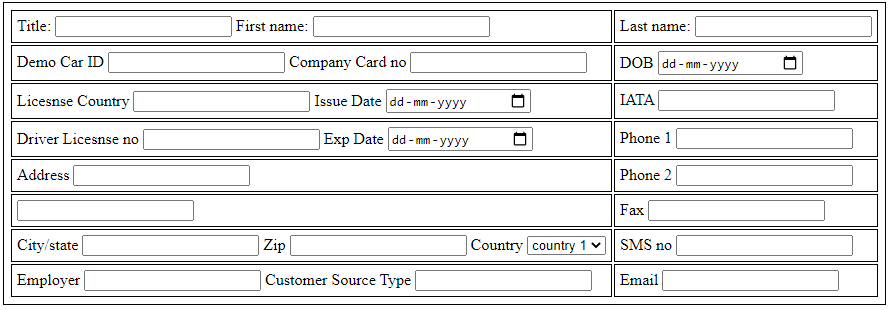 Title: First name: Last name:
Demo Car ID Company Card no DOB dd-mm-yyyy
Licesnse Country Issue Date dd-mm-yyyy IATA
Driver Licesnse no Exp Date dd-mm-yyyy Phone 1
Address Phone 2
Fax
City/state Zip Country country 1 SMS no
Employer Customer Source Type Email